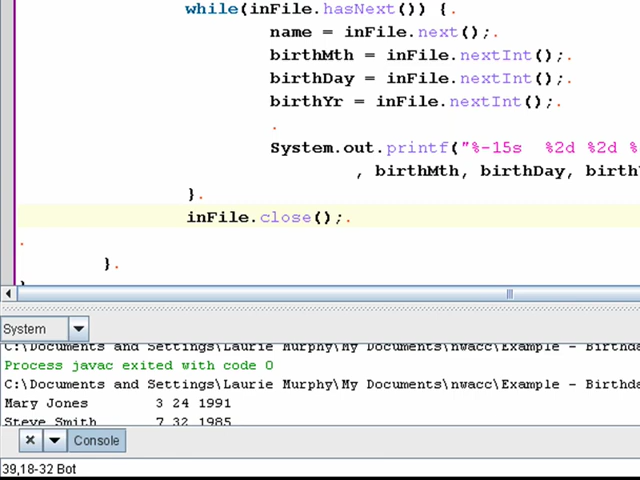 while(inFile.hasNext()) {.
name = inFile.next();.
birthMth = inFile.nextInt();.
birthDay = inFile.nextInt();.
birthYr = inFile.nextInt();.
.
System.out.printf("%-15s  %2d %2d %
, birthMth, birthDay, birthY
}.
inFile.close();.
.
}.
System
C:\Documents and Settings\Laurie Murphy\My Documents\nwacc\Example - Birthda
Process javac exited with code 0
C:\Documents and Settings\Laurie Murphy\My Documents\nwacc\Example - Birthda
Mary Jones 3 24 1991
Steve Smith 7 32 1985
Console
39,18-32 Bot